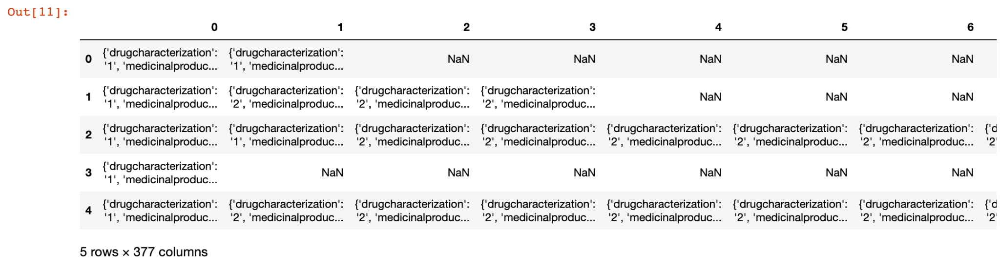 Out[11]:
0 1 2 3 4 5 6
{'drugcharacterization': {'drugcharacterization':
0 NaN NaN NaN NaN NaN
'1', 'medicinalproduc... '1', 'medicinalproduc...
{'drugcharacterization': {'drugcharacterization': {'drugcharacterization': {'drugcharacterization':
1 NaN NaN NaN
'1', 'medicinalproduc... '2', 'medicinalproduc... '2', 'medicinalproduc... '2', 'medicinalproduc...
{'drugcharacterization': {'drugcharacterization': {'drugcharacterization': {'drugcharacterization': {'drugcharacterization': {'drugcharacterization': {'drugcharacterization': {'d
2
'1', 'medicinalproduc... '1', 'medicinalproduc... '2', 'medicinalproduc... '2', 'medicinalproduc... '2', 'medicinalproduc... '2', 'medicinalproduc... '2', 'medicinalproduc... '2'
{'drugcharacterization':
3 NaN NaN NaN NaN NaN NaN
'1', 'medicinalproduc...
{'drugcharacterization': {'drugcharacterization': {'drugcharacterization': {'drugcharacterization': {'drugcharacterization': {'drugcharacterization': {'drugcharacterization': {'d
4
'1', 'medicinalproduc... '2', 'medicinalproduc... '2', 'medicinalproduc... '2', 'medicinalproduc... '2', 'medicinalproduc... '2', 'medicinalproduc... '2', 'medicinalproduc... '2'
5 rows × 377 columns